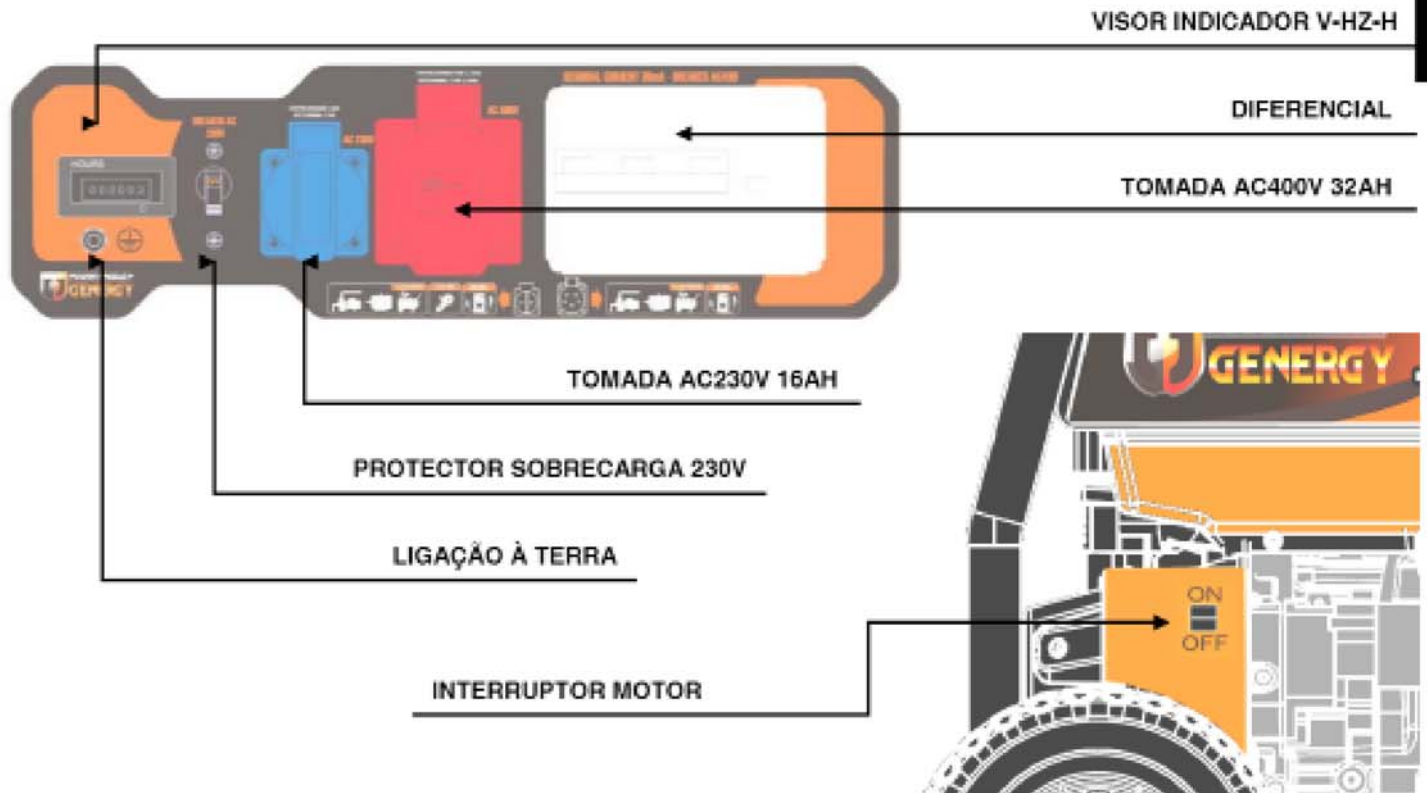 VISOR INDICADOR V-HZ-H
DIFERENCIAL
TOMADA AC400V 32AH
HOURS
TOMADA AC230V 16AH
PROTECTOR SOBRECARGA 230V
LIGAÇÃO À TERRA
INTERRUPTOR MOTOR
GENERGY
GENERGY
ON
OFF